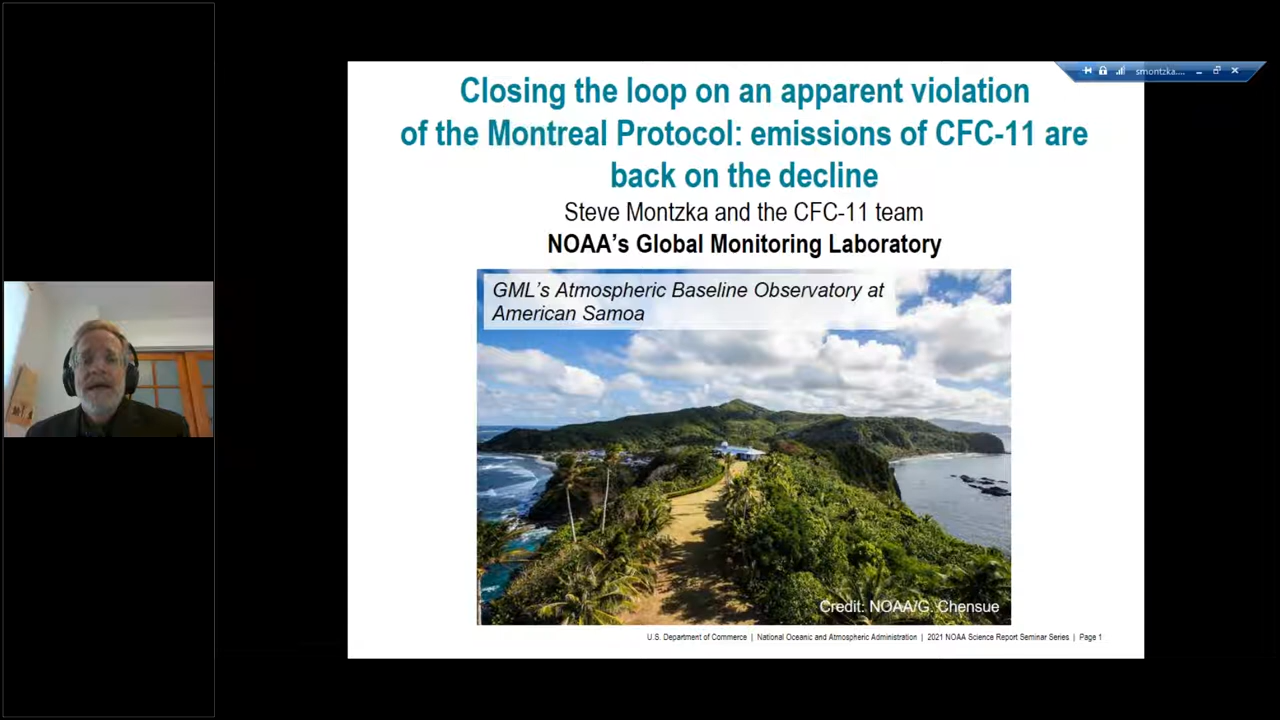 smontzka....
Closing the loop on an apparent violation
of the Montreal Protocol: emissions of CFC-11 are
back on the decline
Steve Montzka and the CFC-11 team
NOAA's Global Monitoring Laboratory
GML's Atmospheric Baseline Observatory at
American Samoa
Credit: NOAA/G. Chensue
U.S. Department of Commerce | National Oceanic and Atmospheric Administration | 2021 NOAA Science Report Seminar Series | Page 1